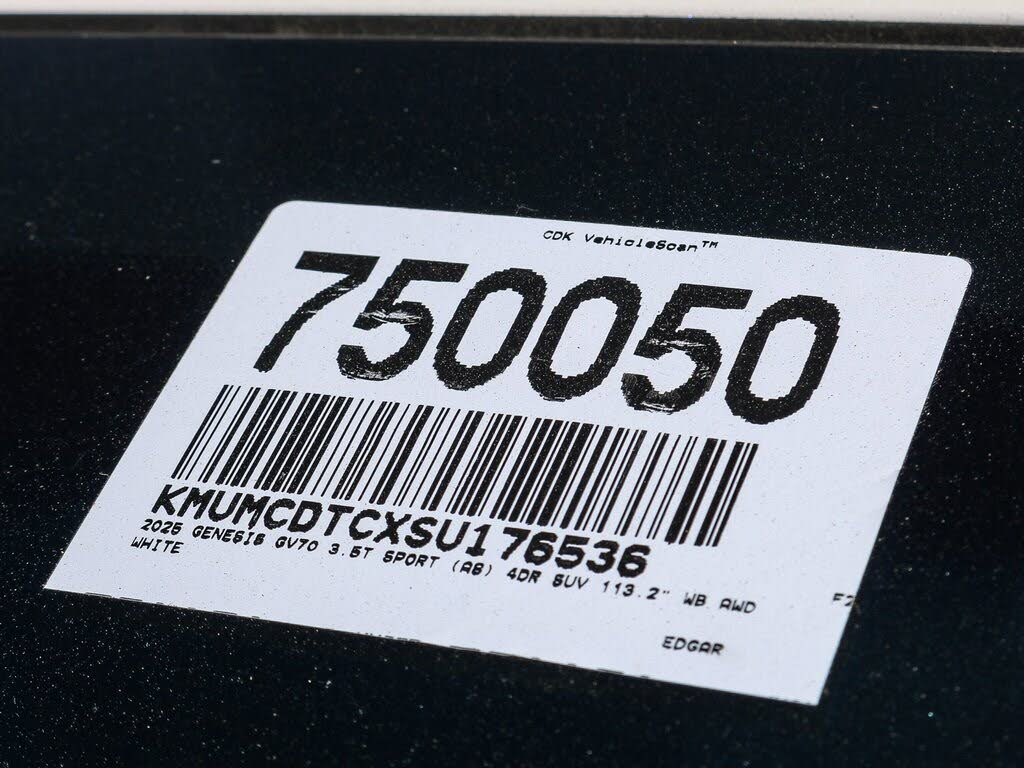 CDK VehicleScan™
750050
KMUMCDTCXSU176536
2025 GENESIS GV70 3.5T SPORT (A8) 4DR SUV 113.2" WB AWD
WHITE
F2
EDGAR